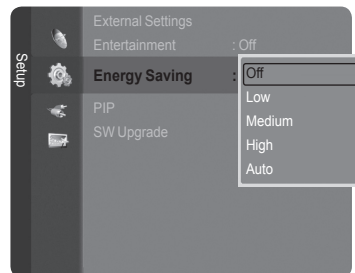 Setup
External Settings
Entertainment : Off
Energy Saving : Off
Low
Medium
High
Auto
PIP
SW Upgrade